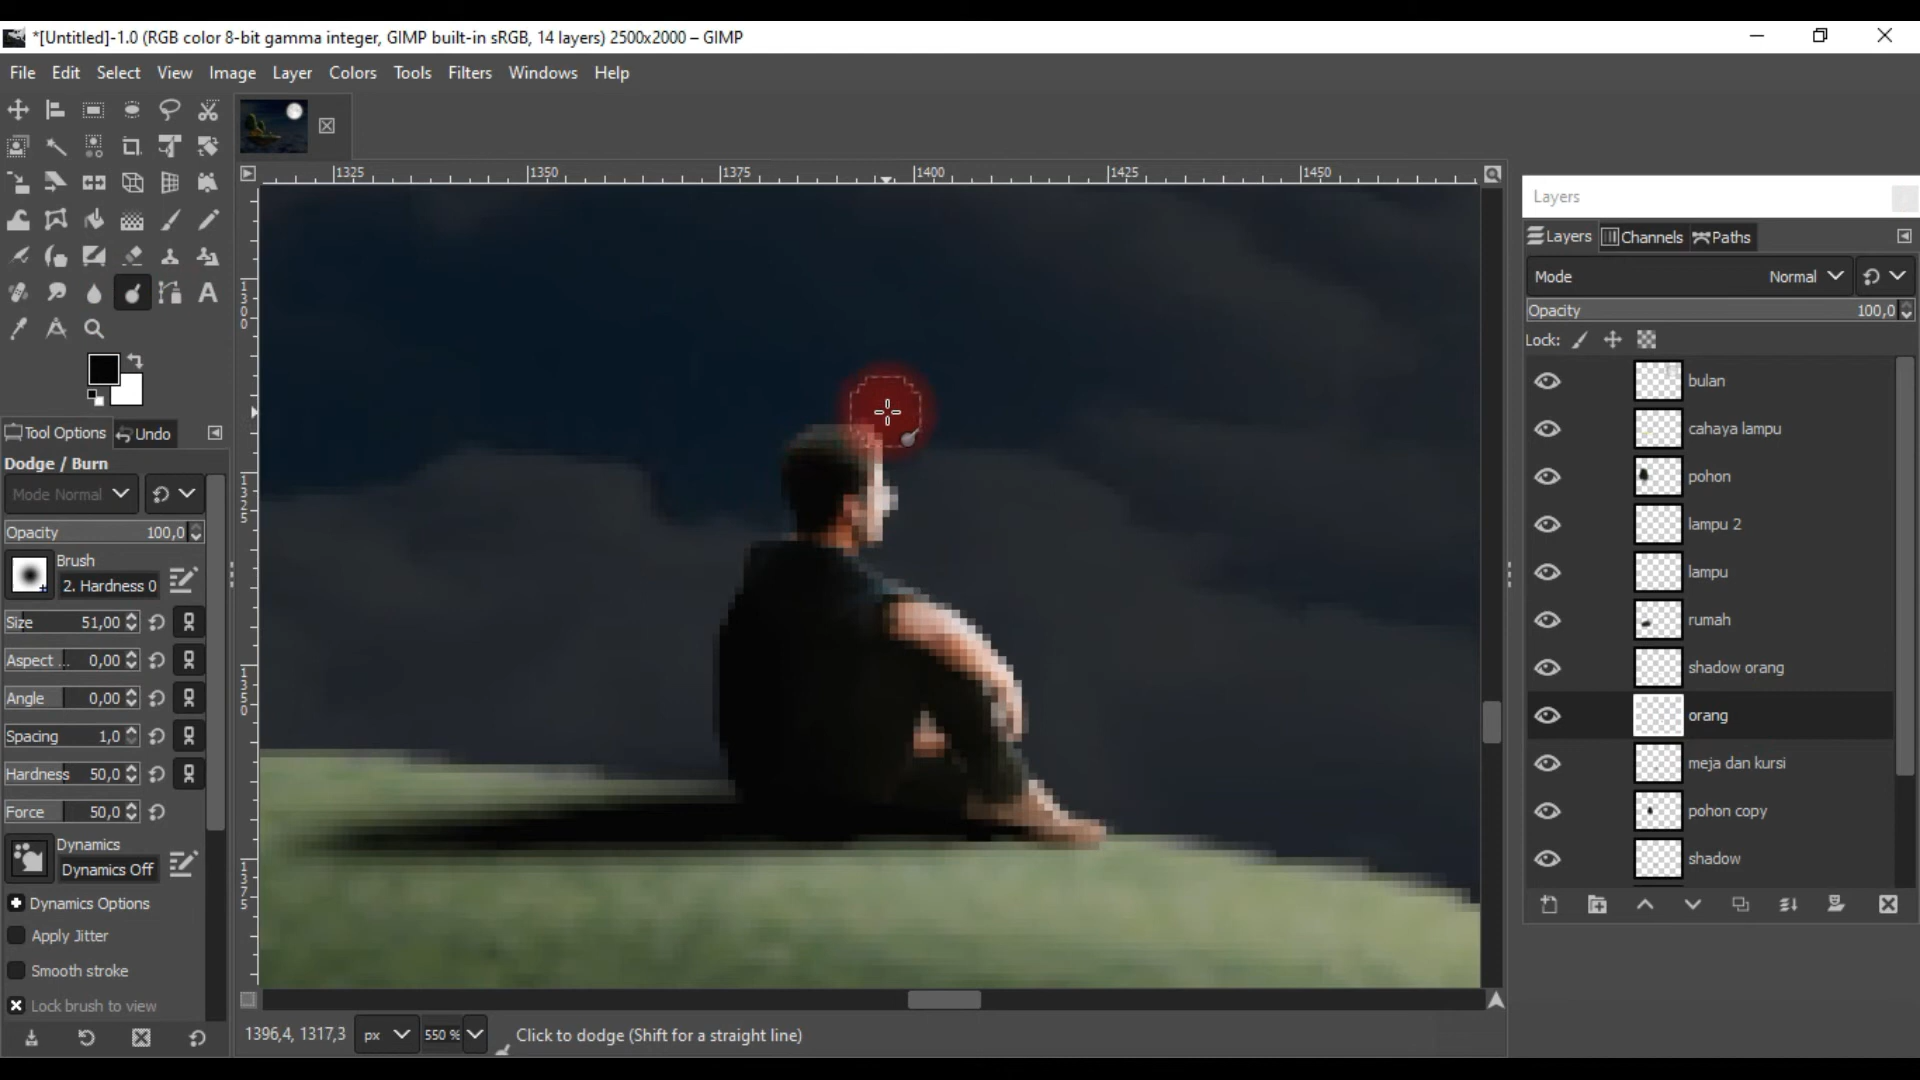 *[Untitled]-1.0 (RGB color 8-bit gamma integer, GIMP built-in sRGB, 14 layers) 2500x2000 – GIMP
File Edit Select View Image Layer Colors Tools Filters Windows Help
1325 1350 1375 1400 1425 1450
1300
1325
1350
1375
Tool Options Undo
Dodge / Burn
Mode Normal
Opacity 100,0
Brush
2. Hardness 0
Size 51,00
Aspect ... 0,00
Angle 0,00
Spacing 1,0
Hardness 50,0
Force 50,0
Dynamics
Dynamics Off
Dynamics Options
Apply Jitter
Smooth stroke
Lock brush to view
1396,4, 1317,3 px 550 % Click to dodge (Shift for a straight line)
Layers
Layers Channels Paths
Mode Normal
Opacity 100,0
Lock:
bulan
cahaya lampu
pohon
lampu 2
lampu
rumah
shadow orang
orang
meja dan kursi
pohon copy
shadow